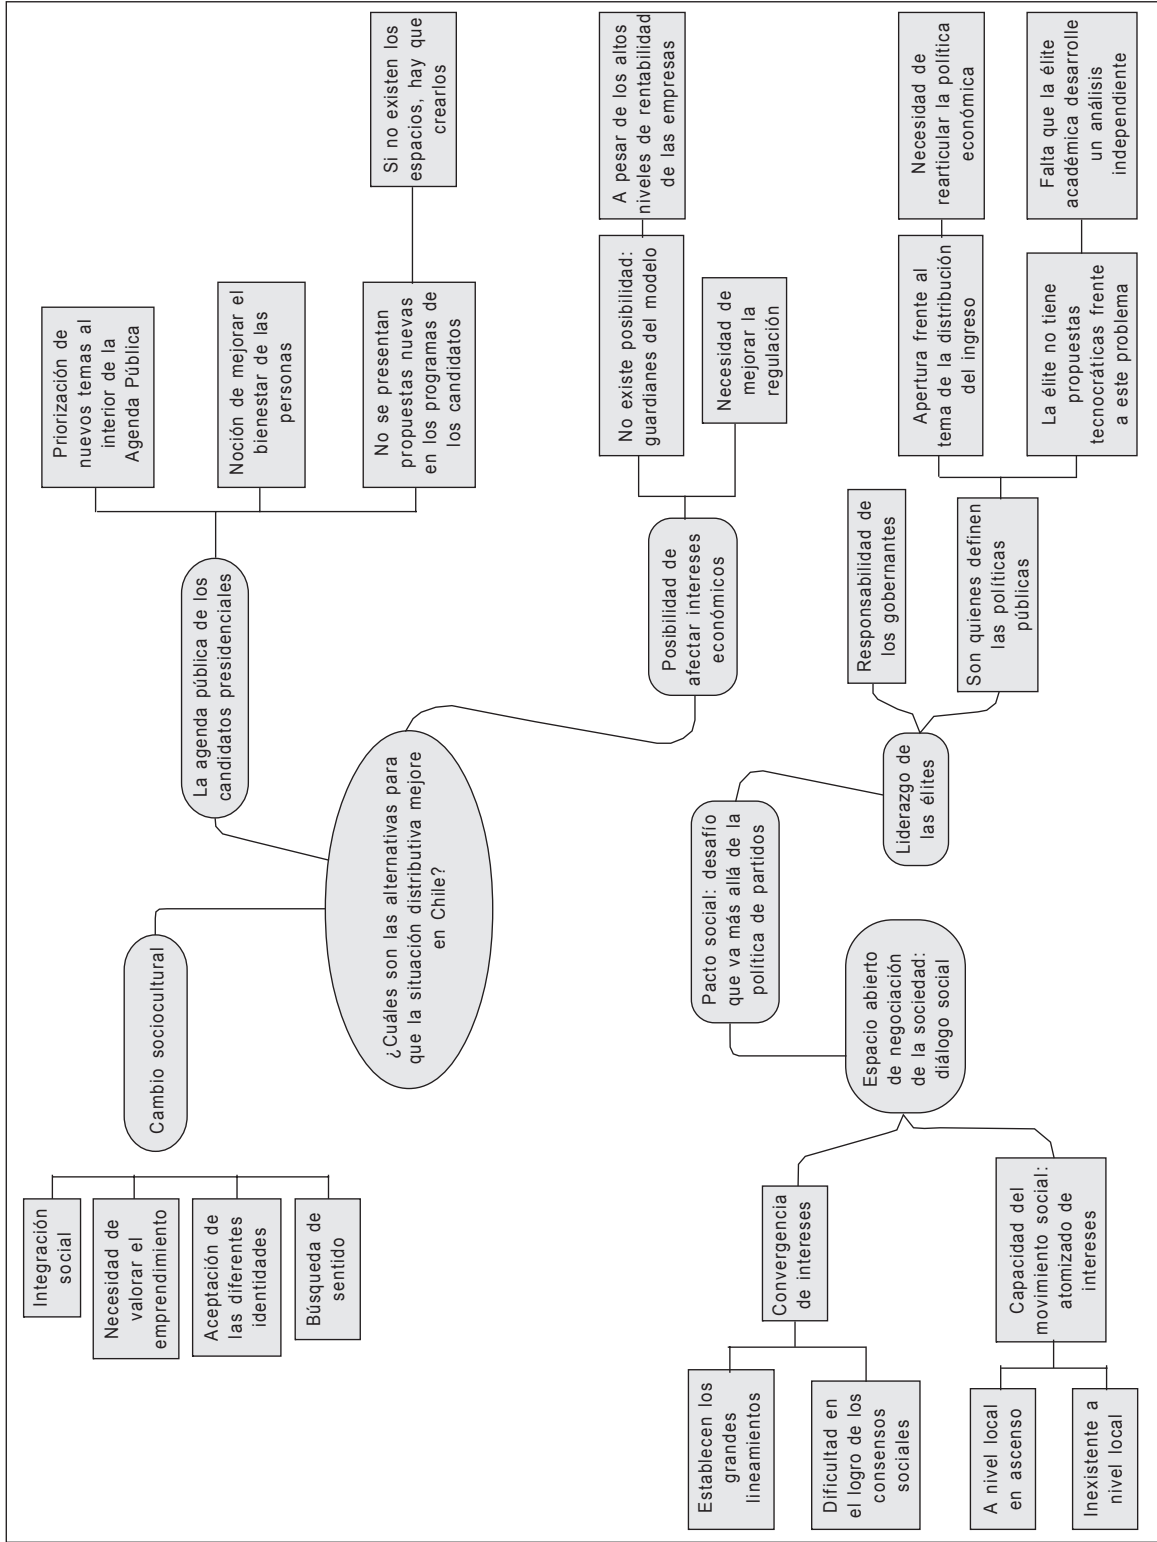 Integración
social
Necesidad de
valorar el
emprendimiento
Aceptación de
las diferentes
identidades
Búsqueda de
sentido
Cambio sociocultural
¿Cuáles son las alternativas para
que la situación distributiva mejore
en Chile?
La agenda pública de los
candidatos presidenciales
Priorización de
nuevos temas al
interior de la
Agenda Pública
Noción de mejorar el
bienestar de las
personas
No se presentan
propuestas nuevas
en los programas de
los candidatos
Si no existen los
espacios, hay que
crearlos
Posibilidad de
afectar intereses
económicos
No existe posibilidad:
guardianes del modelo
A pesar de los altos
niveles de rentabilidad
de las empresas
Necesidad de
mejorar la
regulación
Pacto social: desafío
que va más allá de la
política de partidos
Liderazgo de
las élites
Responsabilidad de
los gobernantes
Son quienes definen
las políticas
públicas
Apertura frente al
tema de la distribución
del ingreso
Necesidad de
rearticular la política
económica
La élite no tiene
propuestas
tecnocráticas frente
a este problema
Falta que la élite
académica desarrolle
un análisis
independiente
Espacio abierto
de negociación
de la sociedad:
diálogo social
Convergencia
de intereses
Establecen los
grandes
lineamientos
Dificultad en
el logro de los
consensos
sociales
Capacidad del
movimiento social:
atomizado de
intereses
A nivel local
en ascenso
Inexistente a
nivel local